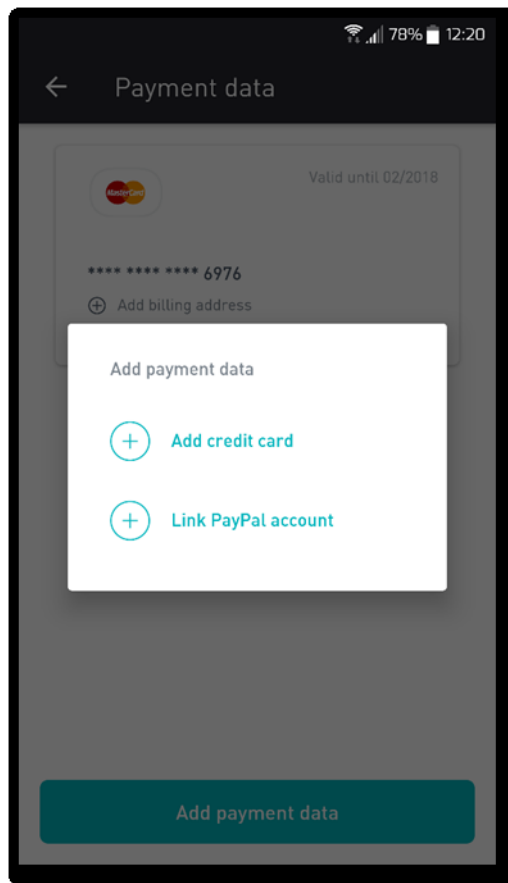 78% 12:20
Payment data
MasterCard
Valid until 02/2018
**** **** **** 6976
Add billing address
Add payment data
Add credit card
Link PayPal account
Add payment data